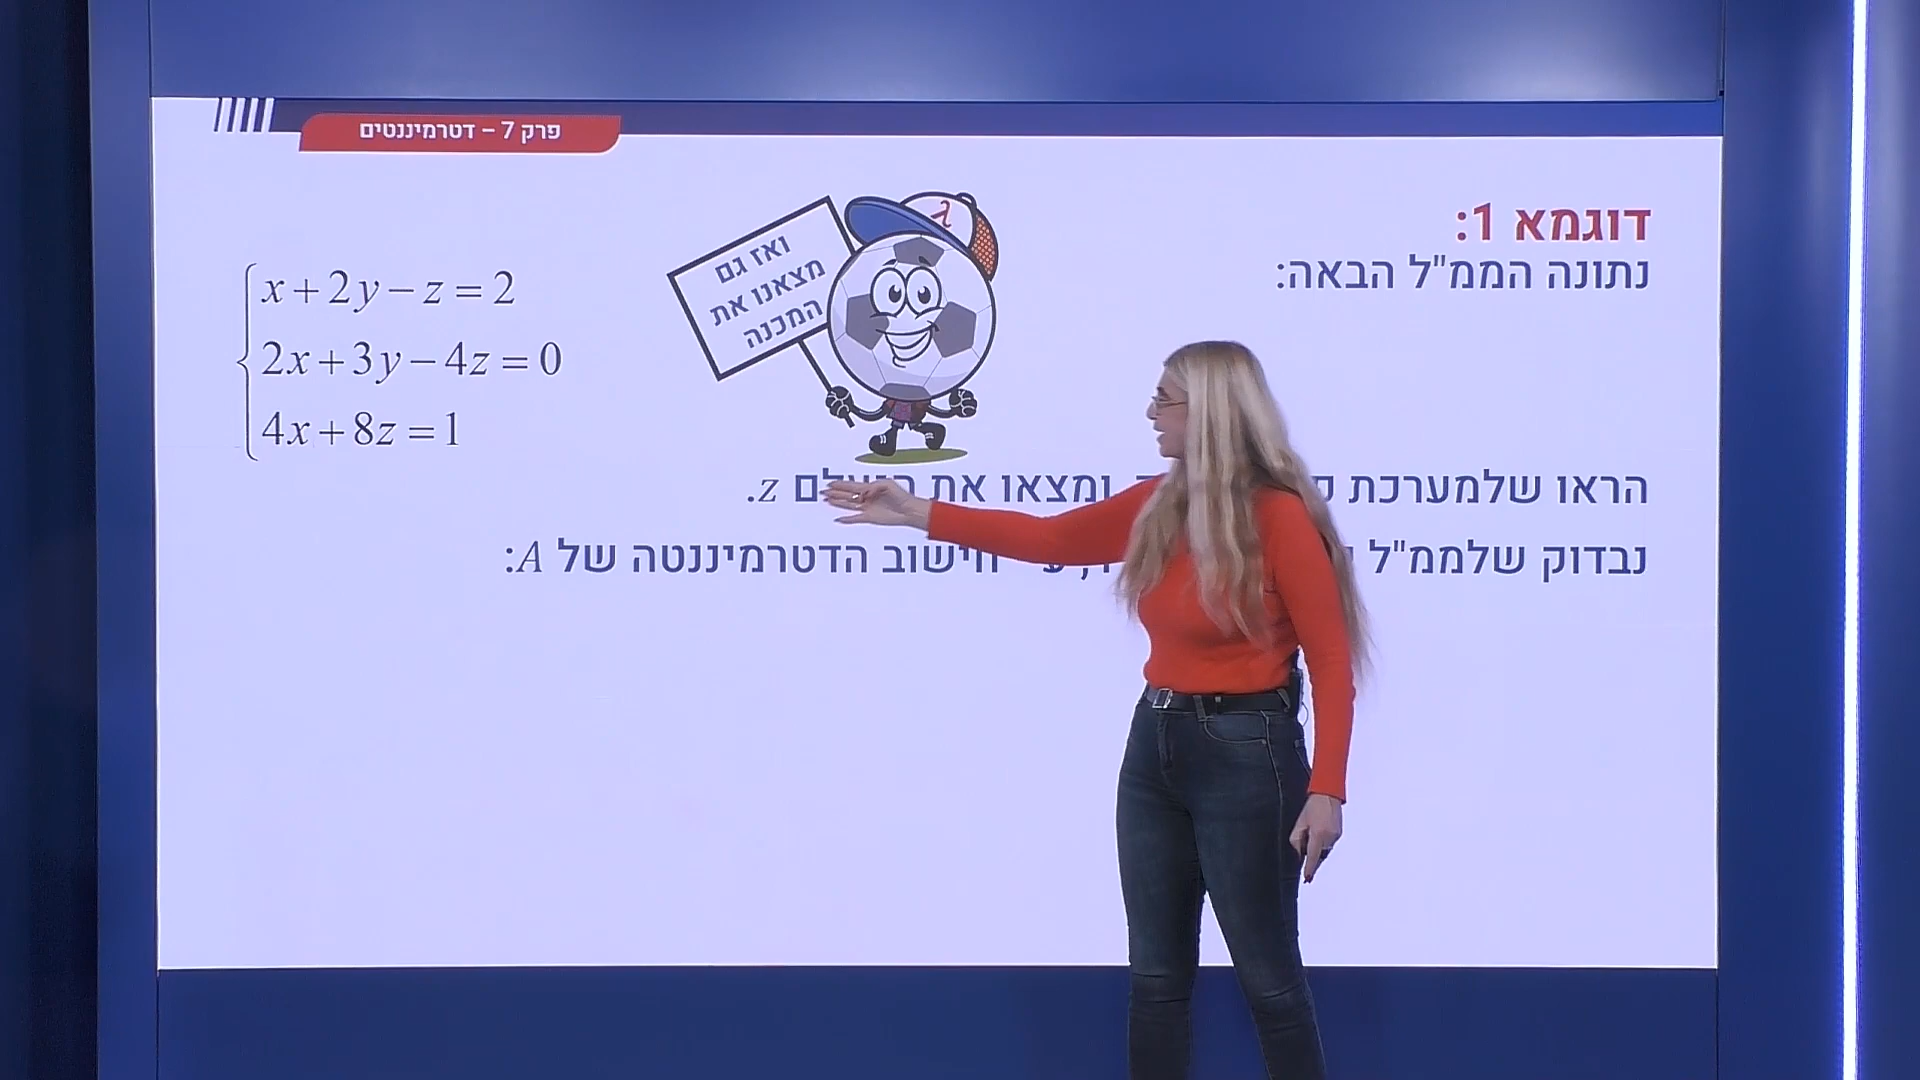 פרק 7 – דטרמיננטים
דוגמא 1:
נתונה הממ"ל הבאה:
x + 2y − z = 2
2x + 3y − 4z = 0
4x + 8z = 1
ואז גם
מצאנו את
המכנה
λ
הראו שלמערכת ומצאו את z.
נבדוק שלממ"ל חישוב הדטרמיננטה של A: